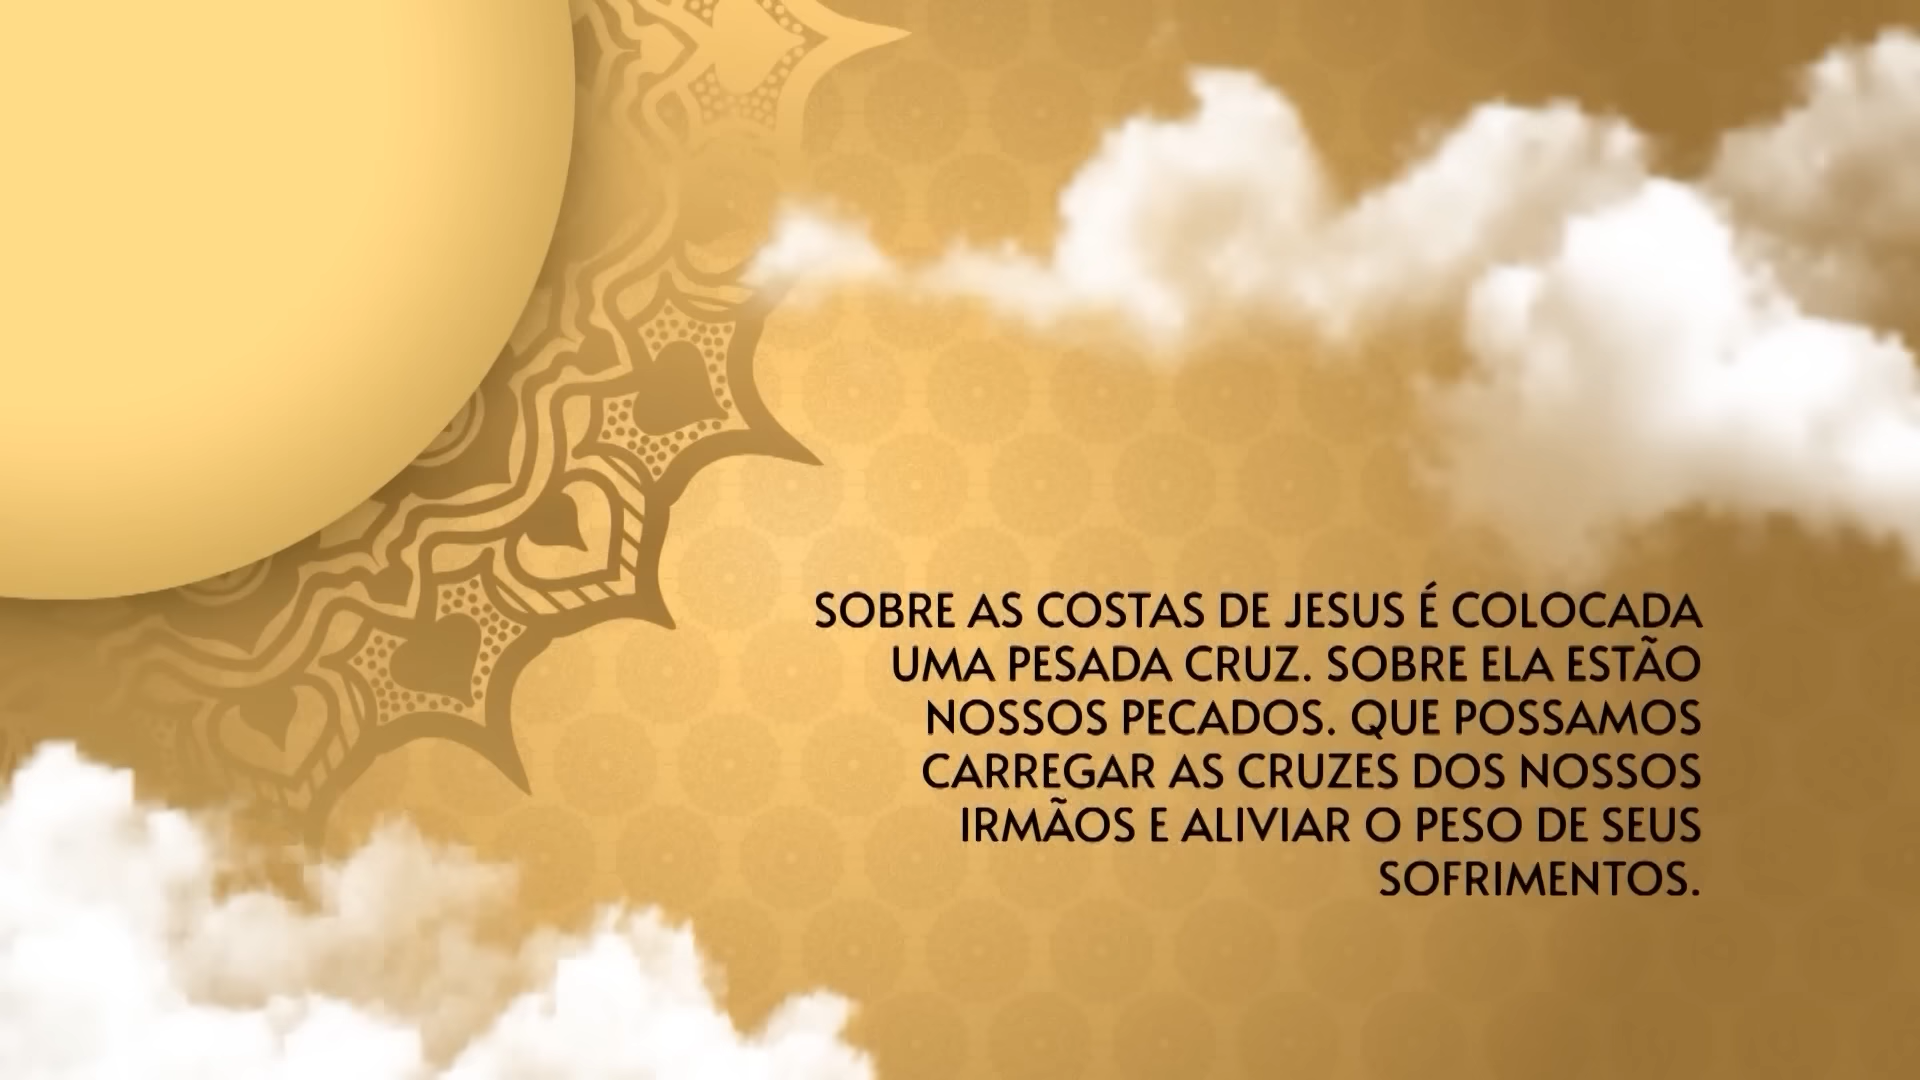 SOBRE AS COSTAS DE JESUS É COLOCADA
UMA PESADA CRUZ. SOBRE ELA ESTÃO
NOSSOS PECADOS. QUE POSSAMOS
CARREGAR AS CRUZES DOS NOSSOS
IRMÃOS E ALIVIAR O PESO DE SEUS
SOFRIMENTOS.